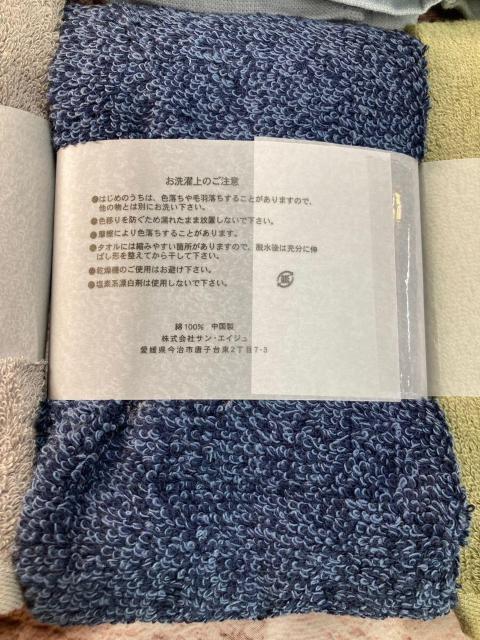 お洗濯上のご注意
●はじめのうちは、色落ちや毛羽落ちすることがありますので、
他の物とは別にお洗い下さい。
●色移りを防ぐため濡れたまま放置しないで下さい。
●摩擦により色落ちすることがあります。
●タオルには縮みやすい箇所がありますので、脱水後は充分に伸
ばし形を整えてから干して下さい。
●乾燥機のご使用はお避け下さい。
●塩素系漂白剤は使用しないで下さい。
綿100% 中国製
株式会社サン・エイジュ
愛媛県今治市唐子台東2丁目7-3